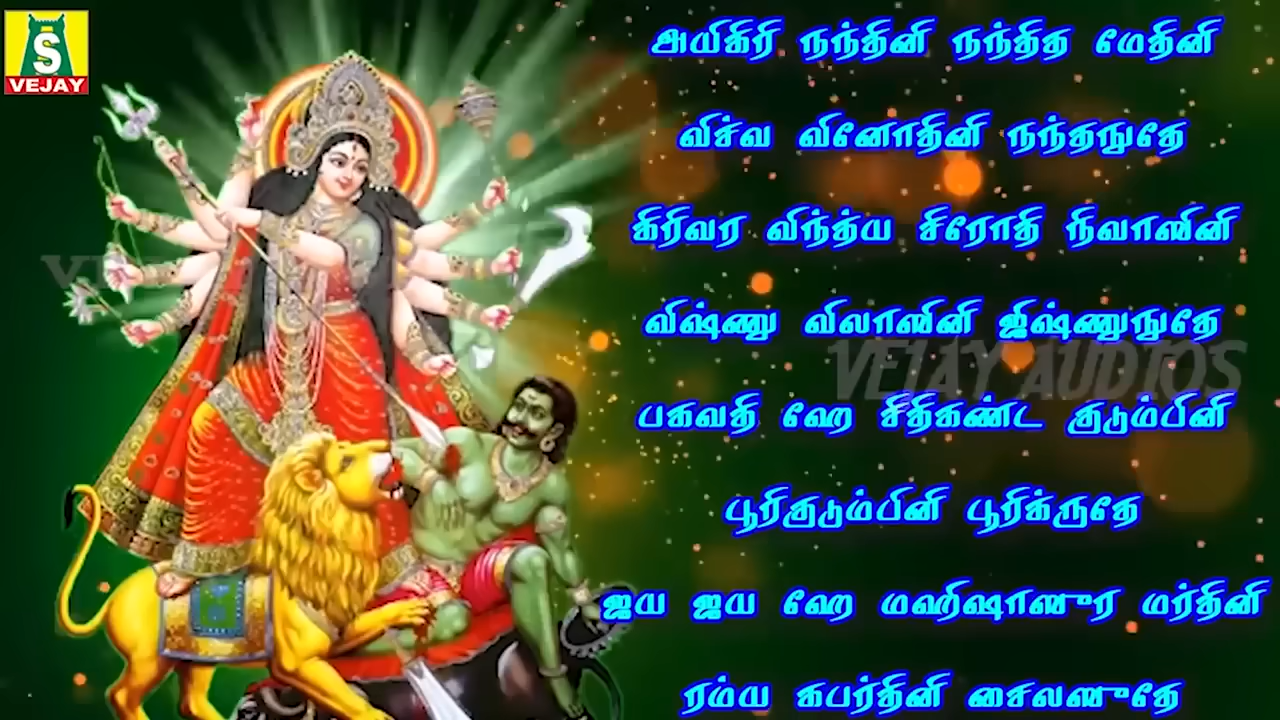 S
VEJAY
அயிகிரி நந்தினி நந்தித மேதினி
விச்வ வினோதினி நந்தநுதே
கிரிவர விந்த்ய சிரோதி நிவாஸினி
விஷ்ணு விலாஸினி ஜிஷ்ணுநுதே
VEJAY AUDIOS
பகவதி ஹே சிதிகண்ட குடும்பினி
பூரிகுடும்பினி பூரிக்ருதே
ஜய ஜய ஹே மஹிஷாஸுர மர்தினி
ரம்ய கபர்தினி சைலஸுதே